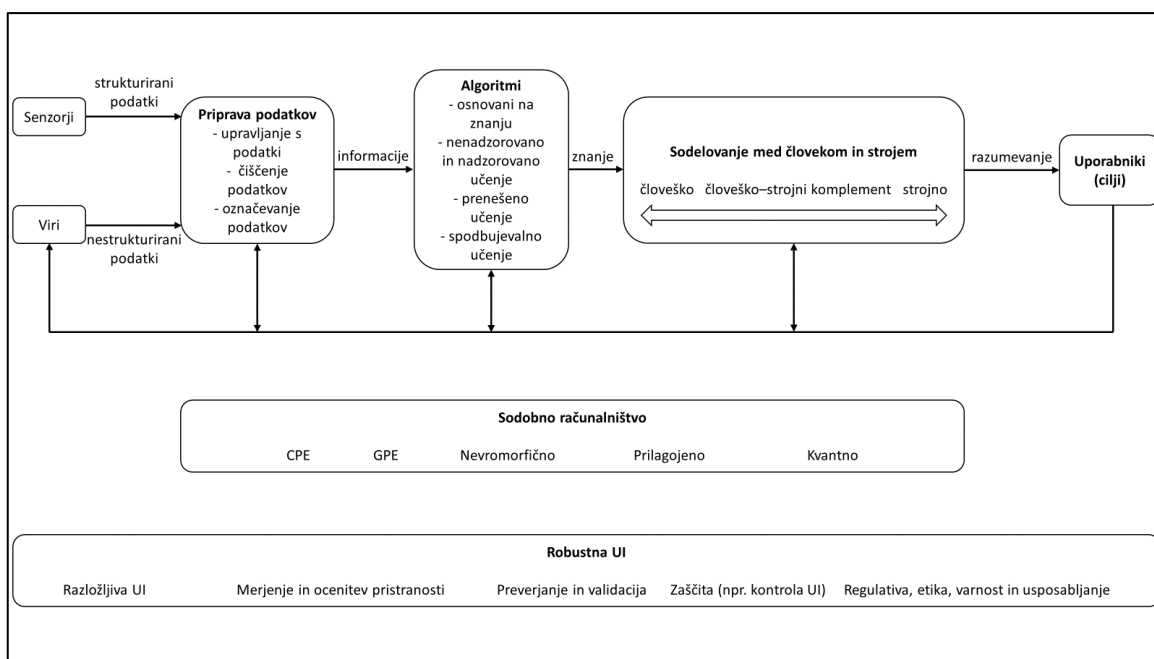 Senzorji
strukturirani
podatki
Viri
nestrukturirani
podatki
Priprava podatkov
- upravljanje s
podatki
- čiščenje
podatkov
- označevanje
podatkov
informacije
Algoritmi
- osnovani na
znanju
- nenadzorovano
in nadzorovano
učenje
- prenešeno
učenje
- spodbujevalno
učenje
znanje
Sodelovanje med človekom in strojem
človeško človeško–strojni komplement strojno
razumevanje
Uporabniki
(cilji)
Sodobno računalništvo
CPE GPE Nevromorfično Prilagojeno Kvantno
Robustna UI
Razložljiva UI Merjenje in ocenitev pristranosti Preverjanje in validacija Zaščita (npr. kontrola UI) Regulativa, etika, varnost in usposabljanje